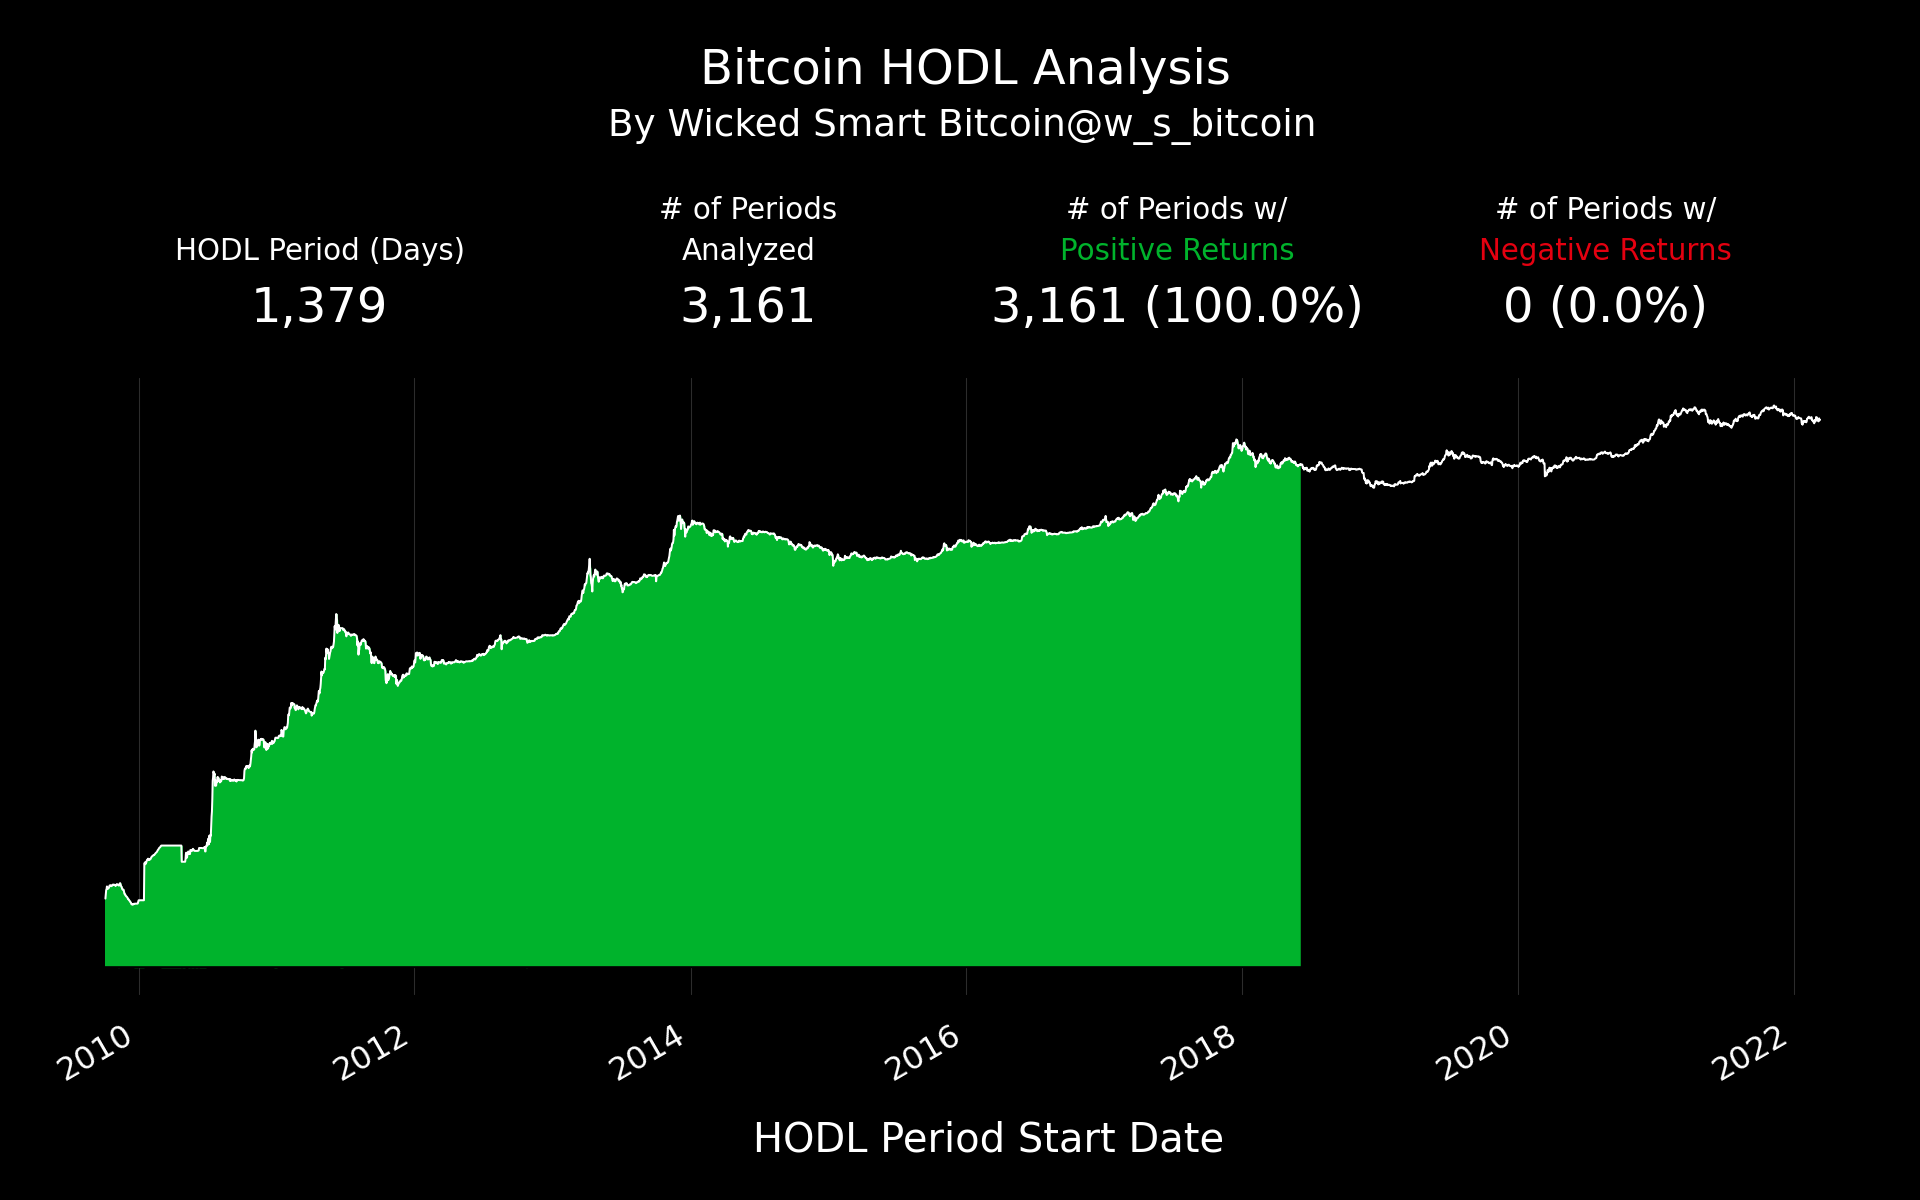 Bitcoin HODL Analysis
By Wicked Smart Bitcoin@w_s_bitcoin
HODL Period (Days)
1,379
# of Periods
Analyzed
3,161
# of Periods w/
Positive Returns
3,161 (100.0%)
# of Periods w/
Negative Returns
0 (0.0%)
2010 2012 2014 2016 2018 2020 2022
HODL Period Start Date